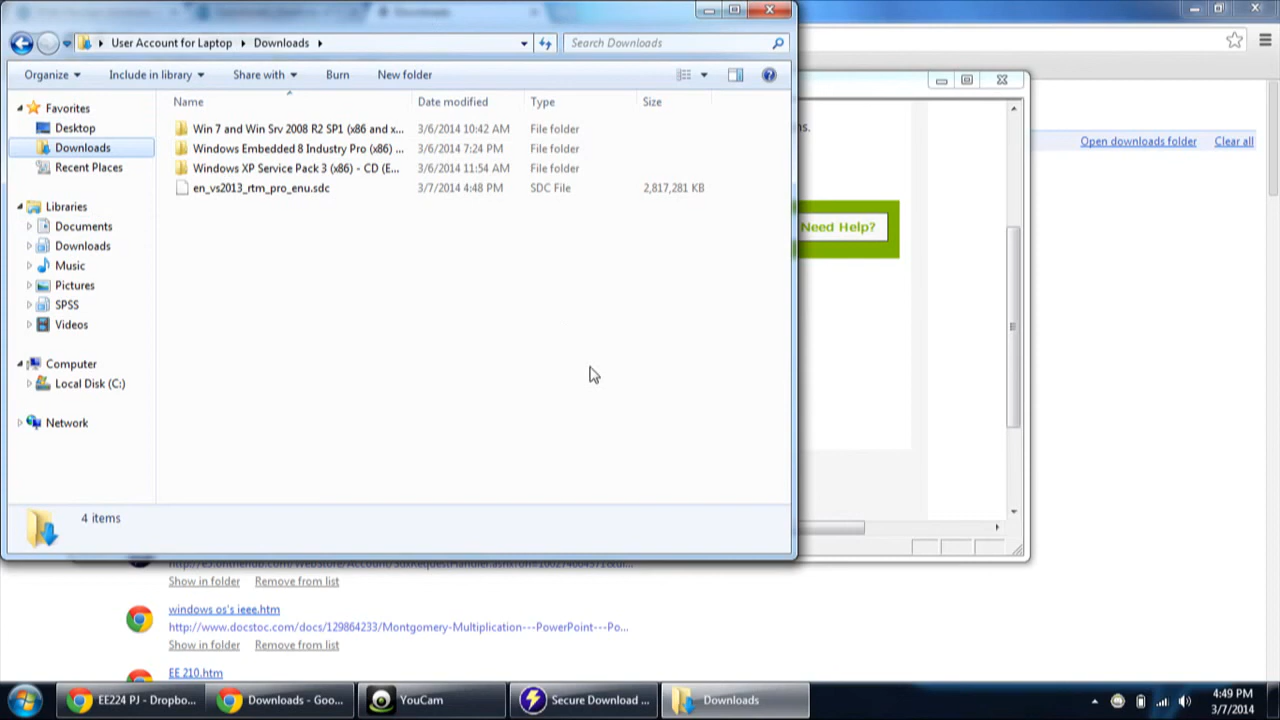 User Account for Laptop Downloads
Search Downloads
Organize Include in library Share with Burn New folder
Name Date modified Type Size
Favorites
Desktop
Downloads
Recent Places
Libraries
Documents
Downloads
Music
Pictures
SPSS
Videos
Computer
Local Disk (C:)
Network
Win 7 and Win Srv 2008 R2 SP1 (x86 and x... 3/6/2014 10:42 AM File folder
Windows Embedded 8 Industry Pro (x86) ... 3/6/2014 7:24 PM File folder
Windows XP Service Pack 3 (x86) - CD (E... 3/6/2014 11:54 AM File folder
en_vs2013_rtm_pro_enu.sdc 3/7/2014 4:48 PM SDC File 2,817,281 KB
4 items
Open downloads folder Clear all
Need Help?
Show in folder Remove from list
windows os's ieee.htm
http://www.docstoc.com/docs/129864233/Montgomery-Multiplication---PowerPoint---Po...
Show in folder Remove from list
EE 210.htm
EE224 PJ - Dropbo... Downloads - Goo... YouCam Secure Download ... Downloads
4:49 PM
3/7/2014